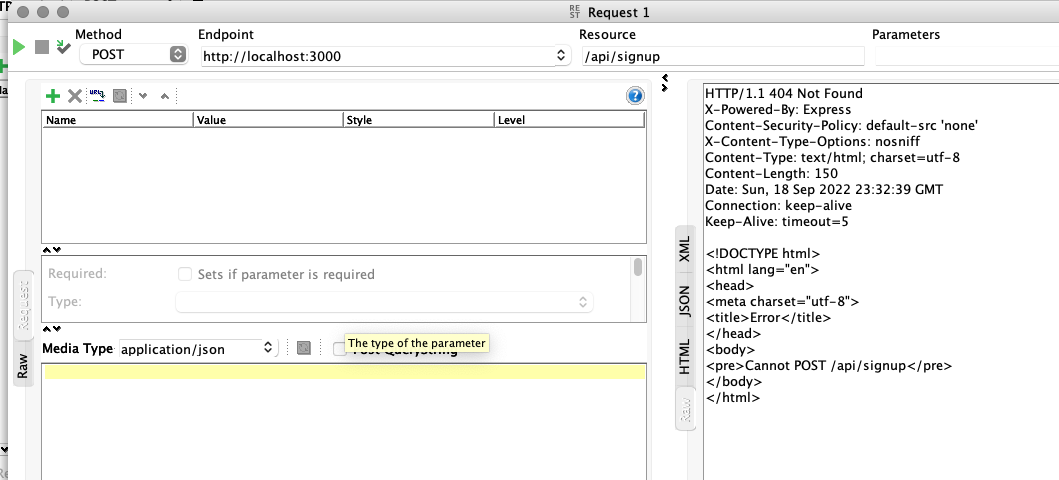 REST Request 1
Method
Endpoint
Resource
Parameters
POST
http://localhost:3000
/api/signup
URL
?
Name
Value
Style
Level
Required:
Sets if parameter is required
Type:
The type of the parameter
Media Type
application/json
Post QueryString
Request
Raw
XML
JSON
HTML
Raw
HTTP/1.1 404 Not Found
X-Powered-By: Express
Content-Security-Policy: default-src 'none'
X-Content-Type-Options: nosniff
Content-Type: text/html; charset=utf-8
Content-Length: 150
Date: Sun, 18 Sep 2022 23:32:39 GMT
Connection: keep-alive
Keep-Alive: timeout=5
<!DOCTYPE html>
<html lang="en">
<head>
<meta charset="utf-8">
<title>Error</title>
</head>
<body>
<pre>Cannot POST /api/signup</pre>
</body>
</html>